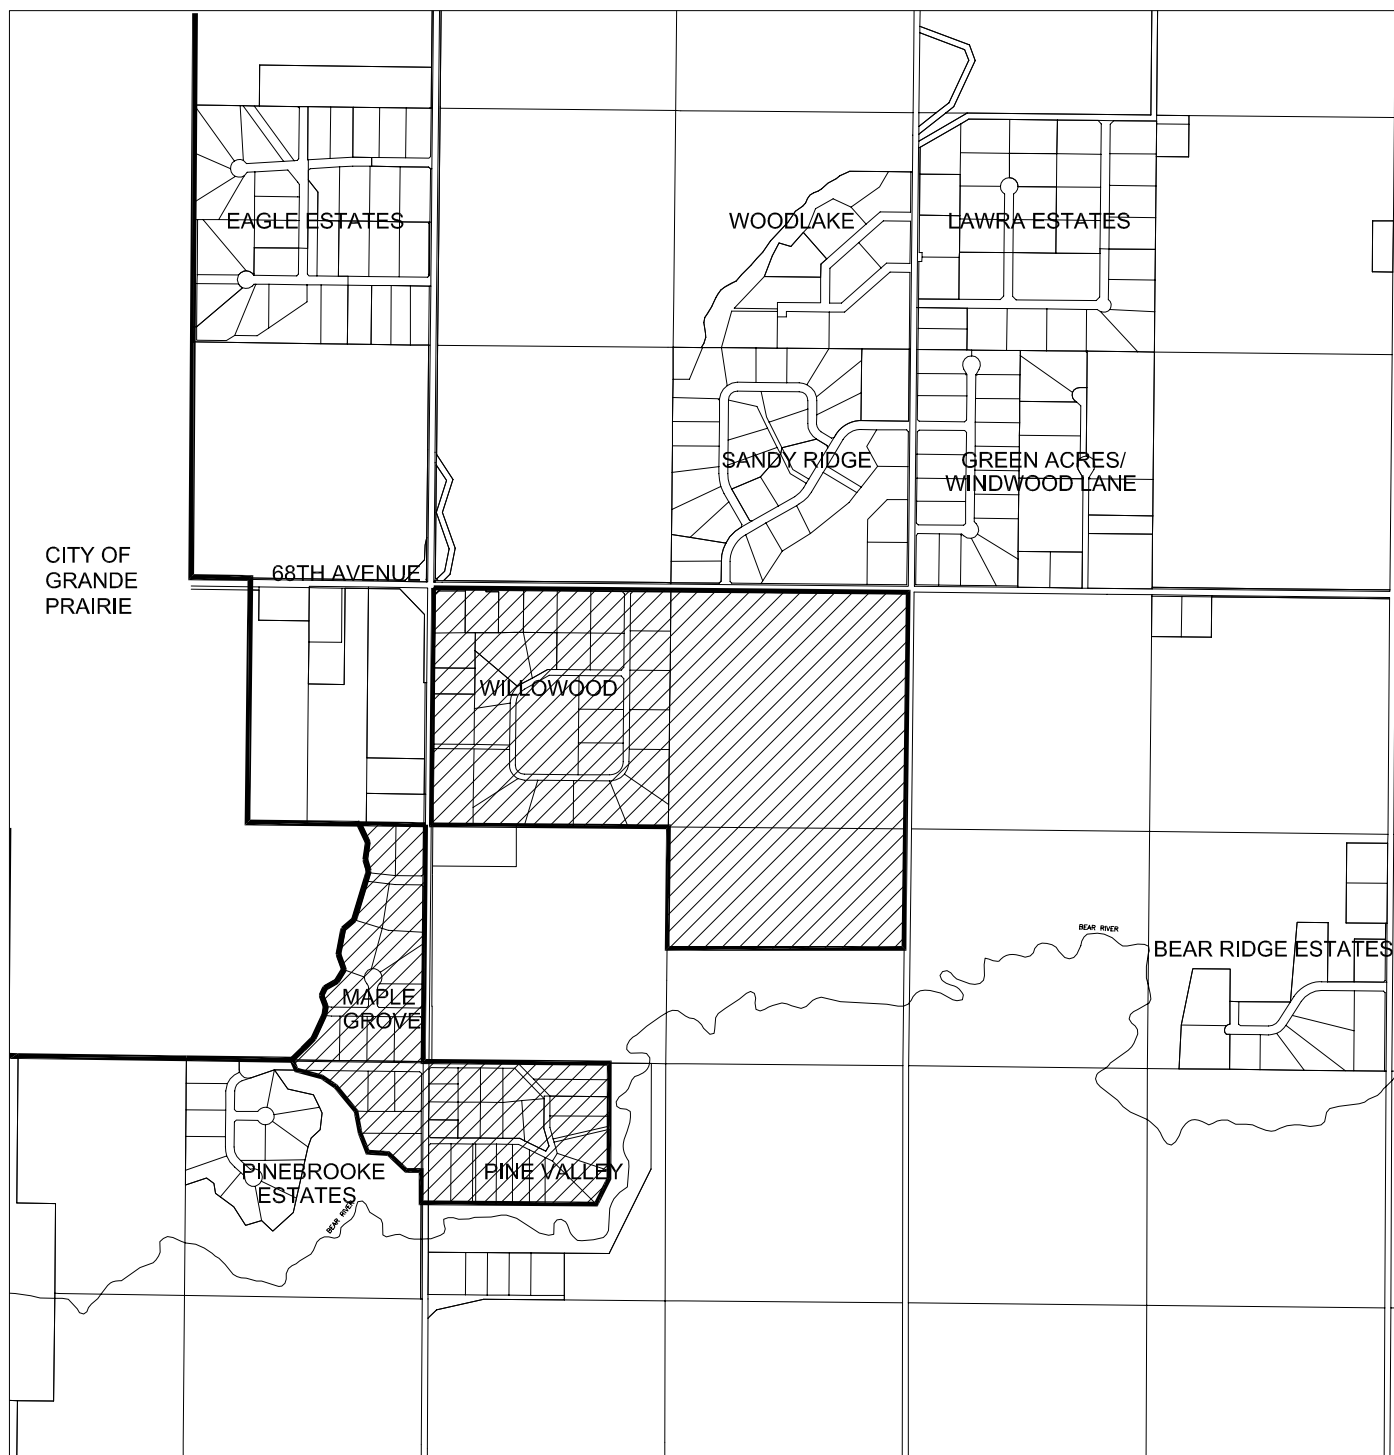 EAGLE ESTATES
WOODLAKE
LAWRA ESTATES
SANDY RIDGE
GREEN ACRES/
WINDWOOD LANE
CITY OF
GRANDE
PRAIRIE
68TH AVENUE
WILLOWOOD
BEAR RIVER
BEAR RIDGE ESTATES
MAPLE
GROVE
PINEBROOKE
ESTATES
PINE VALLEY
BEAR RIVER